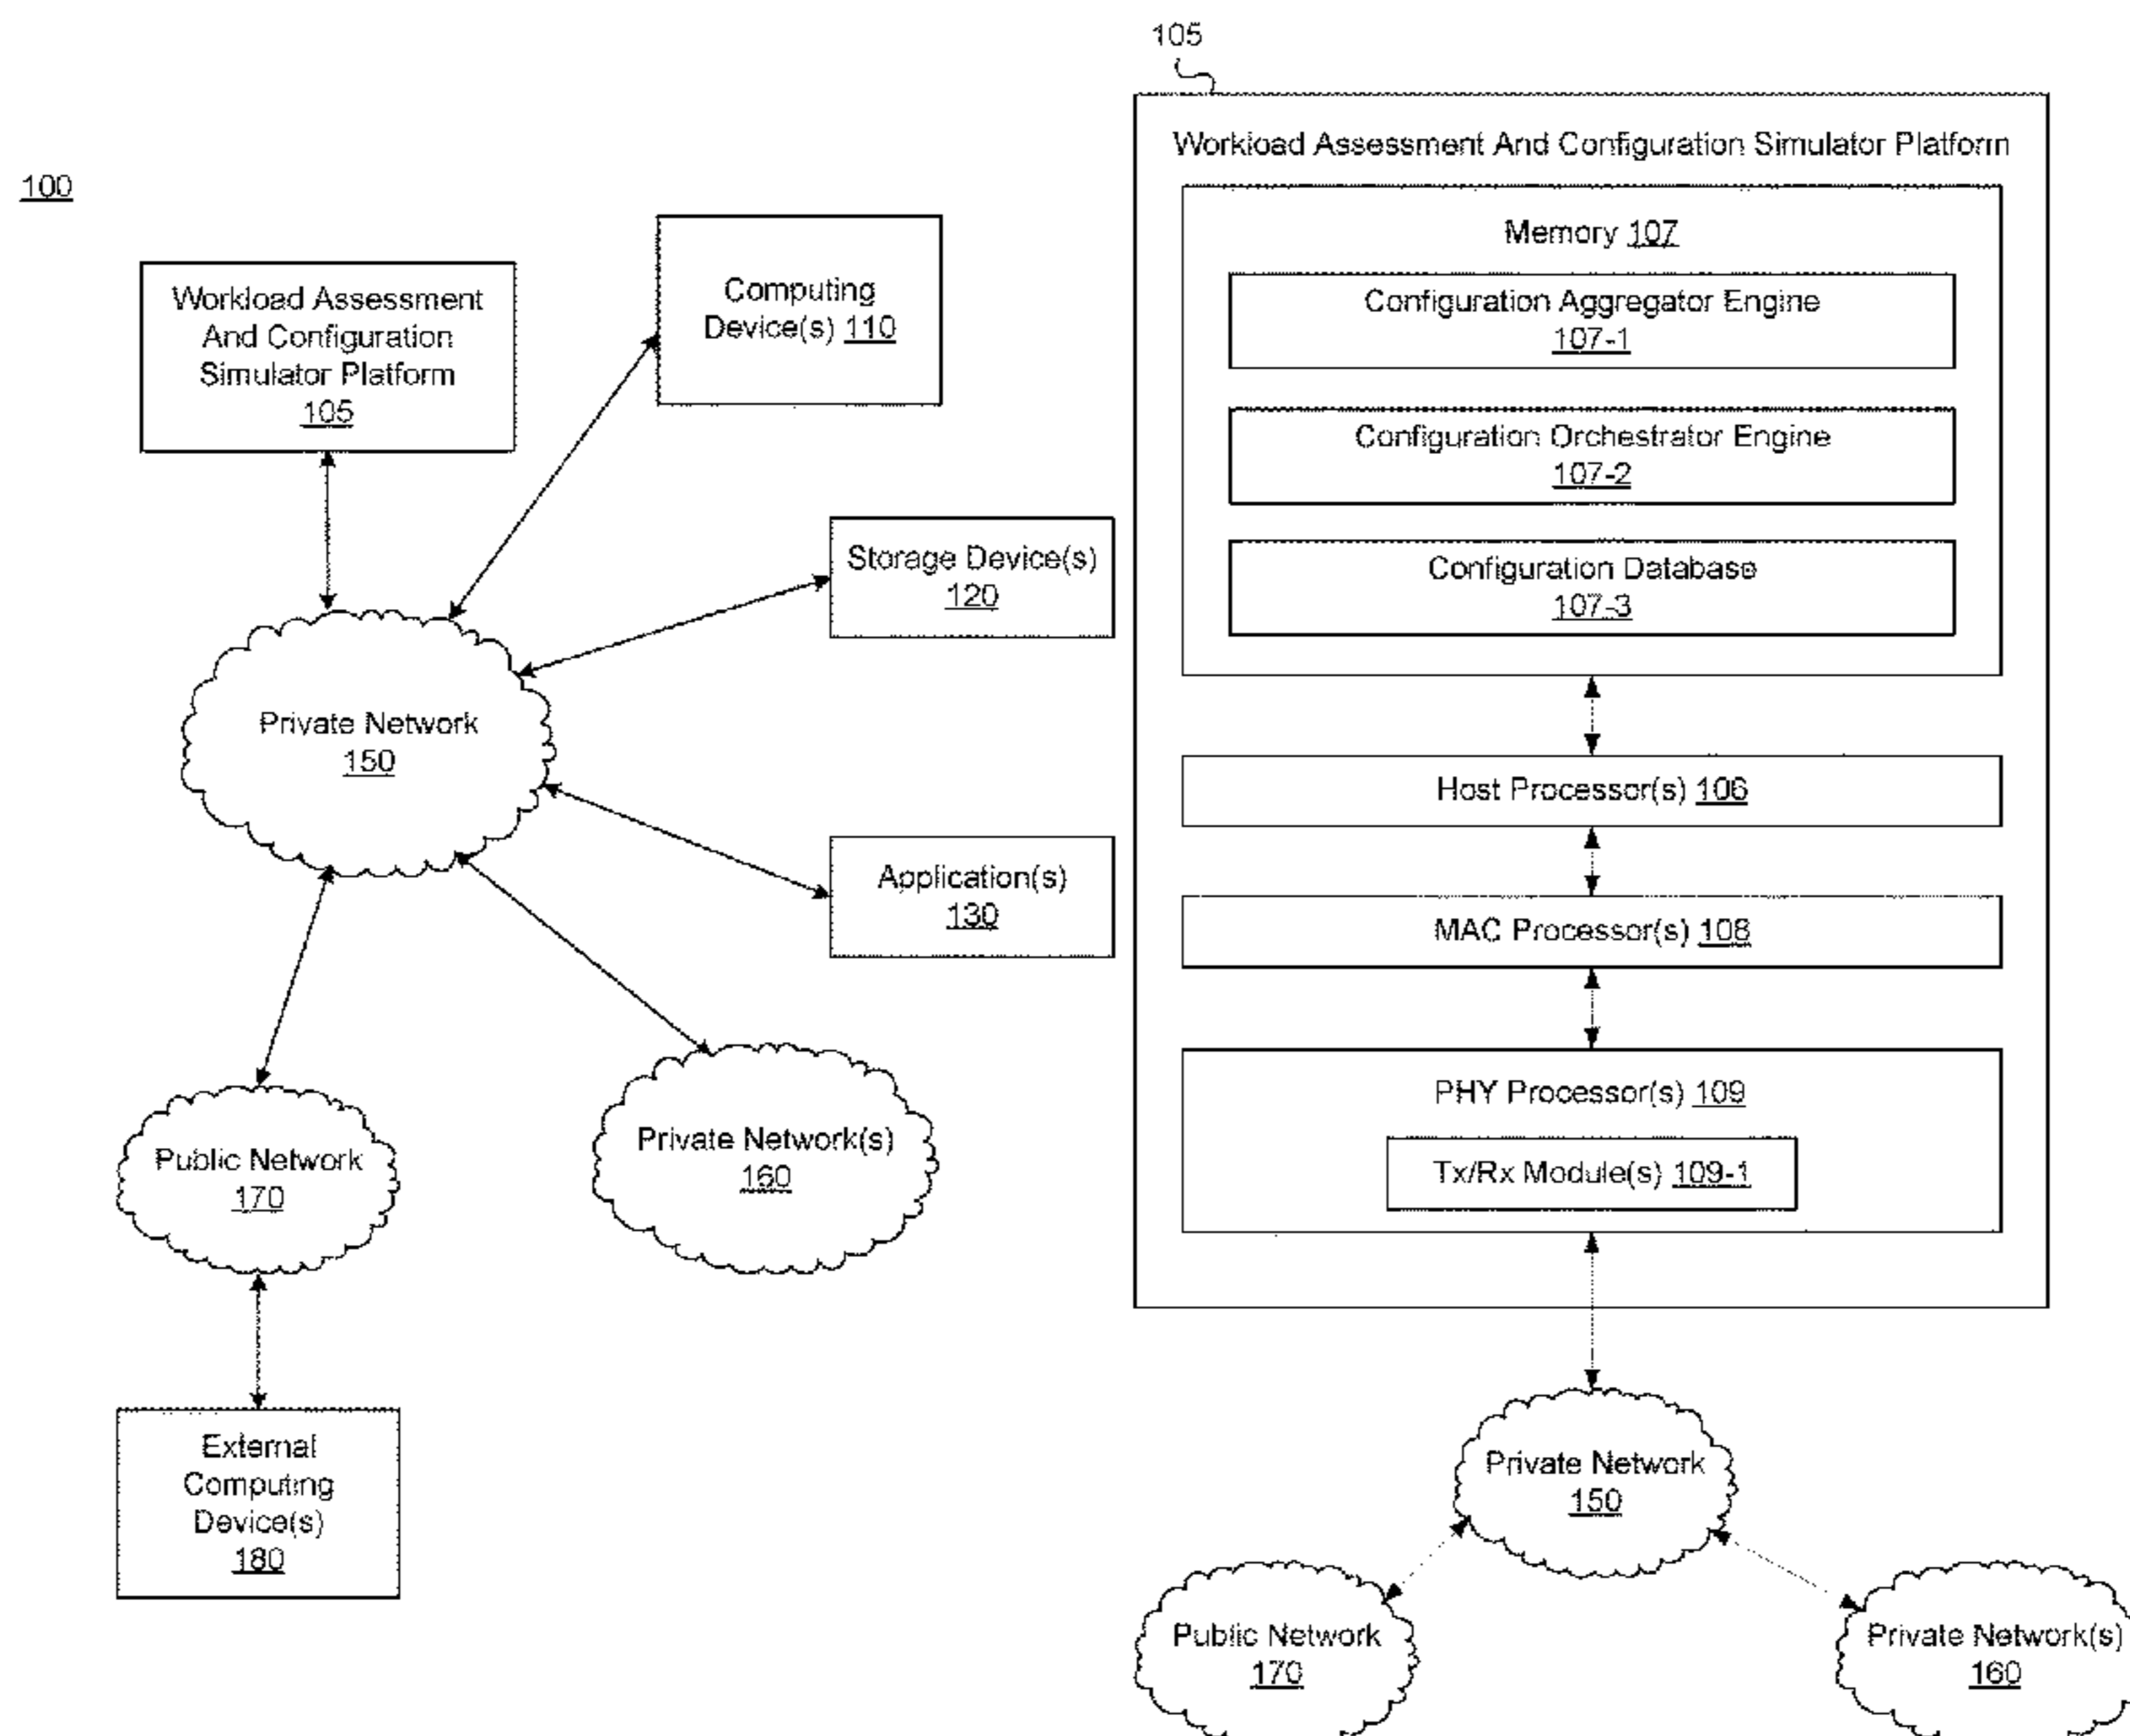 100
Workload Assessment
And Configuration
Simulator Platform
105
Computing
Device(s) 110
Storage Device(s)
120
Private Network
150
Application(s)
130
Public Network
170
Private Network(s)
160
External
Computing
Device(s)
180
105
Workload Assessment And Configuration Simulator Platform
Memory 107
Configuration Aggregator Engine
107-1
Configuration Orchestrator Engine
107-2
Configuration Database
107-3
Host Processor(s) 106
MAC Processor(s) 108
PHY Processor(s) 109
Tx/Rx Module(s) 109-1
Private Network
150
Public Network
170
Private Network(s)
160